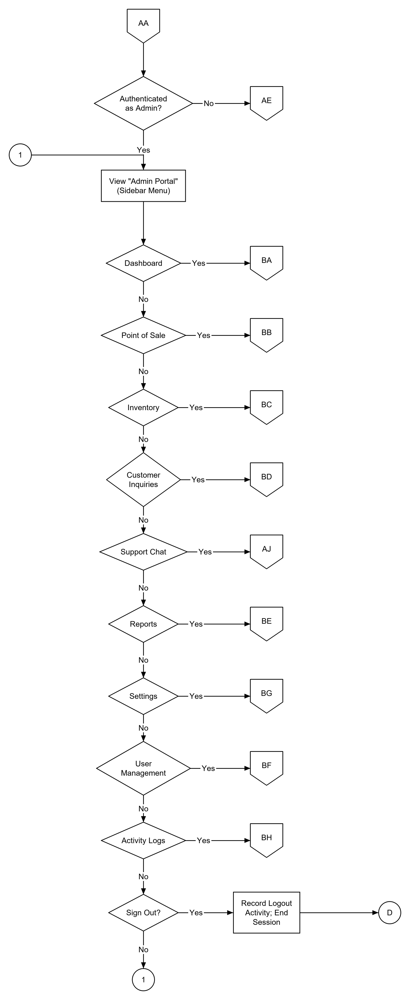 AA
Authenticated
as Admin?
No
AE
Yes
1
View "Admin Portal"
(Sidebar Menu)
Dashboard
Yes
BA
No
Point of Sale
Yes
BB
No
Inventory
Yes
BC
No
Customer
Inquiries
Yes
BD
No
Support Chat
Yes
AJ
No
Reports
Yes
BE
No
Settings
Yes
BG
No
User
Management
Yes
BF
No
Activity Logs
Yes
BH
No
Sign Out?
Yes
Record Logout
Activity; End
Session
D
No
1